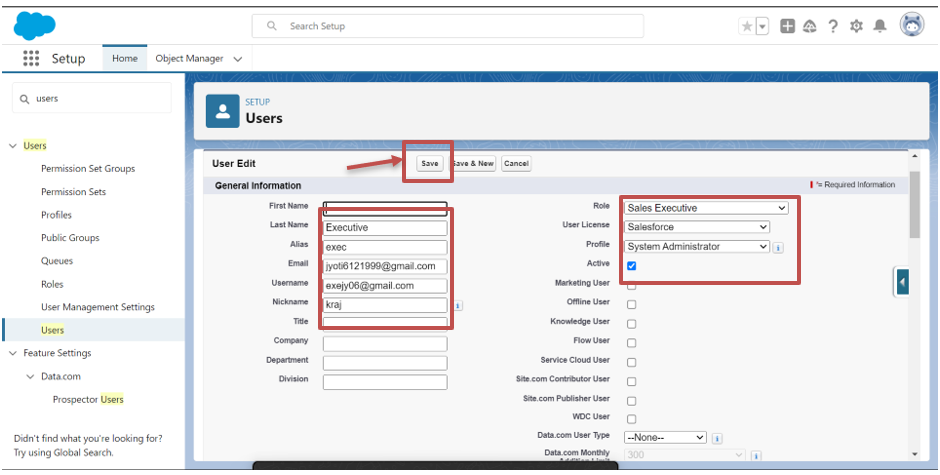 Search Setup
Setup
Home
Object Manager
users
SETUP
Users
Users
Permission Set Groups
Permission Sets
Profiles
Public Groups
Queues
Roles
User Management Settings
Users
Feature Settings
Data.com
Prospector Users
Didn't find what you're looking for?
Try using Global Search.
User Edit
Save
Save & New
Cancel
General Information
*= Required Information
First Name
Last Name Executive
Alias exec
Email jyoti6121999@gmail.com
Username exejy06@gmail.com
Nickname kraj
Title
Company
Department
Division
Role Sales Executive
User License Salesforce
Profile System Administrator
Active
Marketing User
Offline User
Knowledge User
Flow User
Service Cloud User
Site.com Contributor User
Site.com Publisher User
WDC User
Data.com User Type --None--
Data.com Monthly 300
Addition Limit